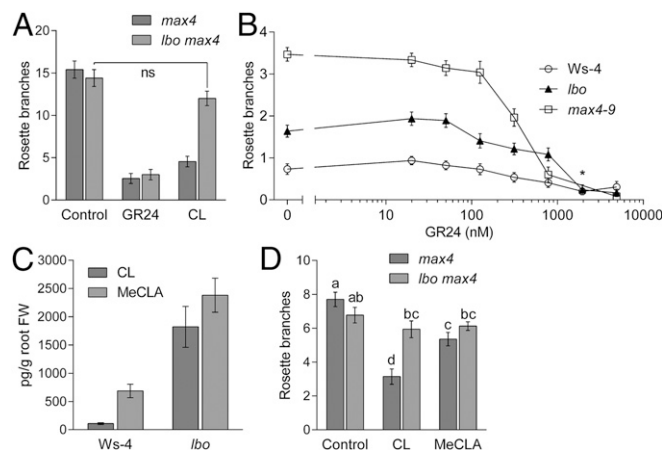 A
max4
lbo max4
Rosette branches
20
15
10
5
0
ns
Control
GR24
CL
B
Rosette branches
4
3
2
1
0
Ws-4
lbo
max4-9
*
0
10
100
1000
10000
GR24 (nM)
C
CL
MeCLA
pg/g root FW
3000
2500
2000
1500
1000
500
0
Ws-4
lbo
D
max4
lbo max4
Rosette branches
10
8
6
4
2
0
a
ab
d
bc
c
bc
Control
CL
MeCLA